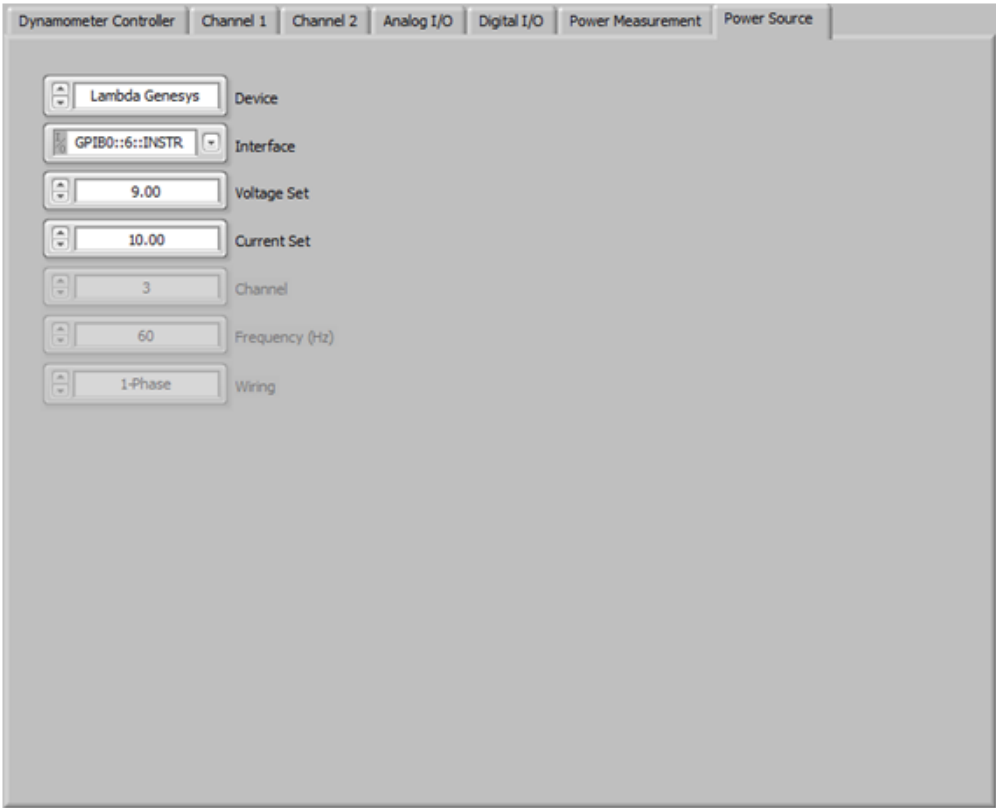 Dynamometer Controller Channel 1 Channel 2 Analog I/O Digital I/O Power Measurement Power Source
Lambda Genesys Device
GPIB0::6::INSTR Interface
9.00 Voltage Set
10.00 Current Set
3 Channel
60 Frequency (Hz)
1-Phase Wiring